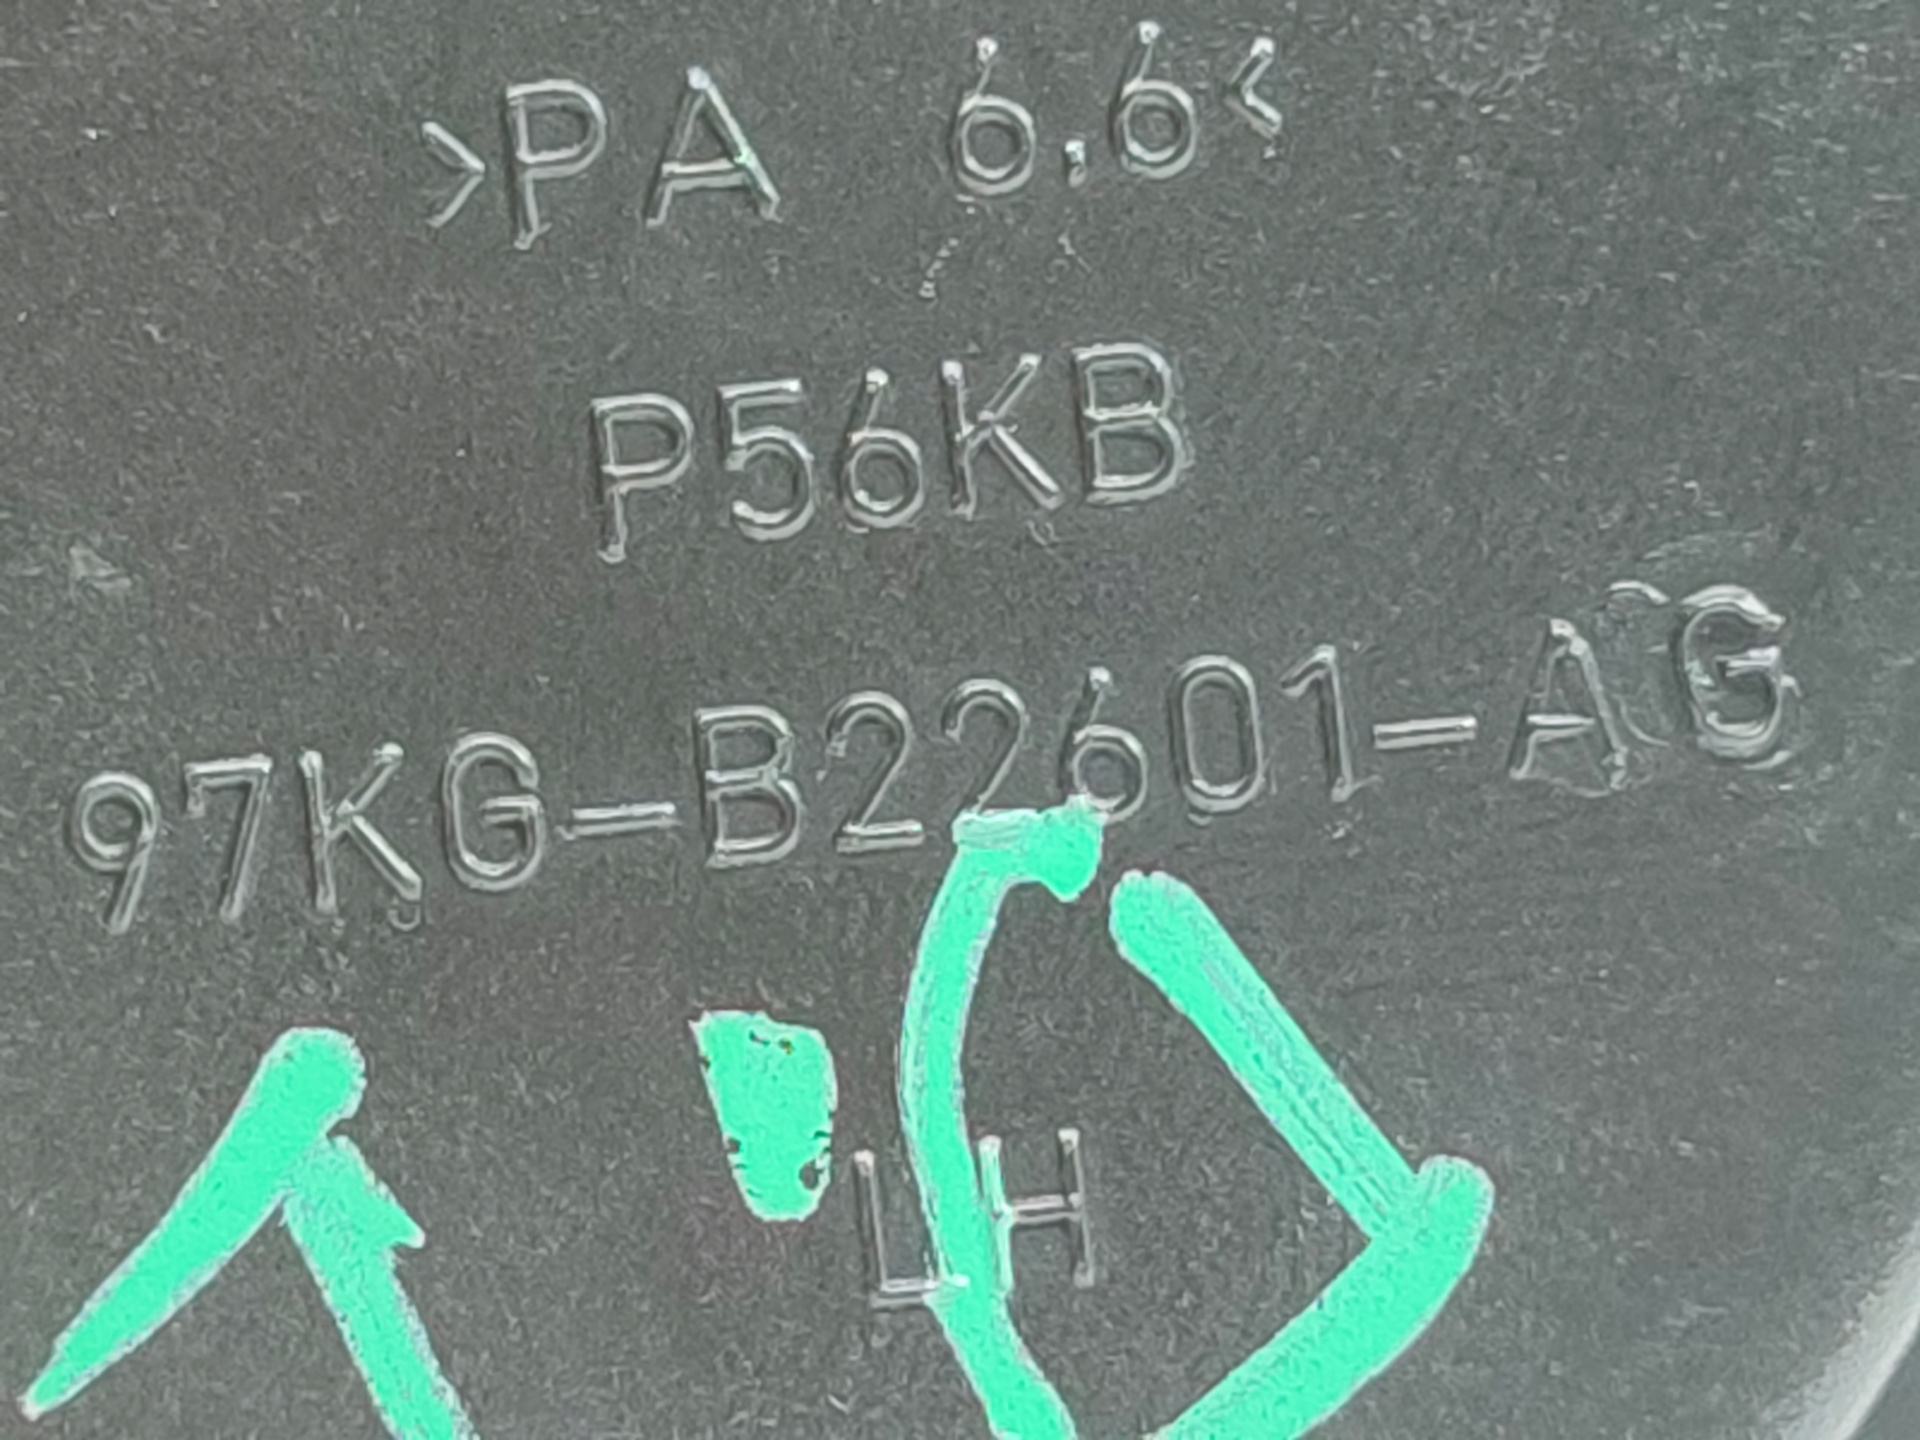 >PA 6.6<
P56KB
97KG-B22601-AG
LH